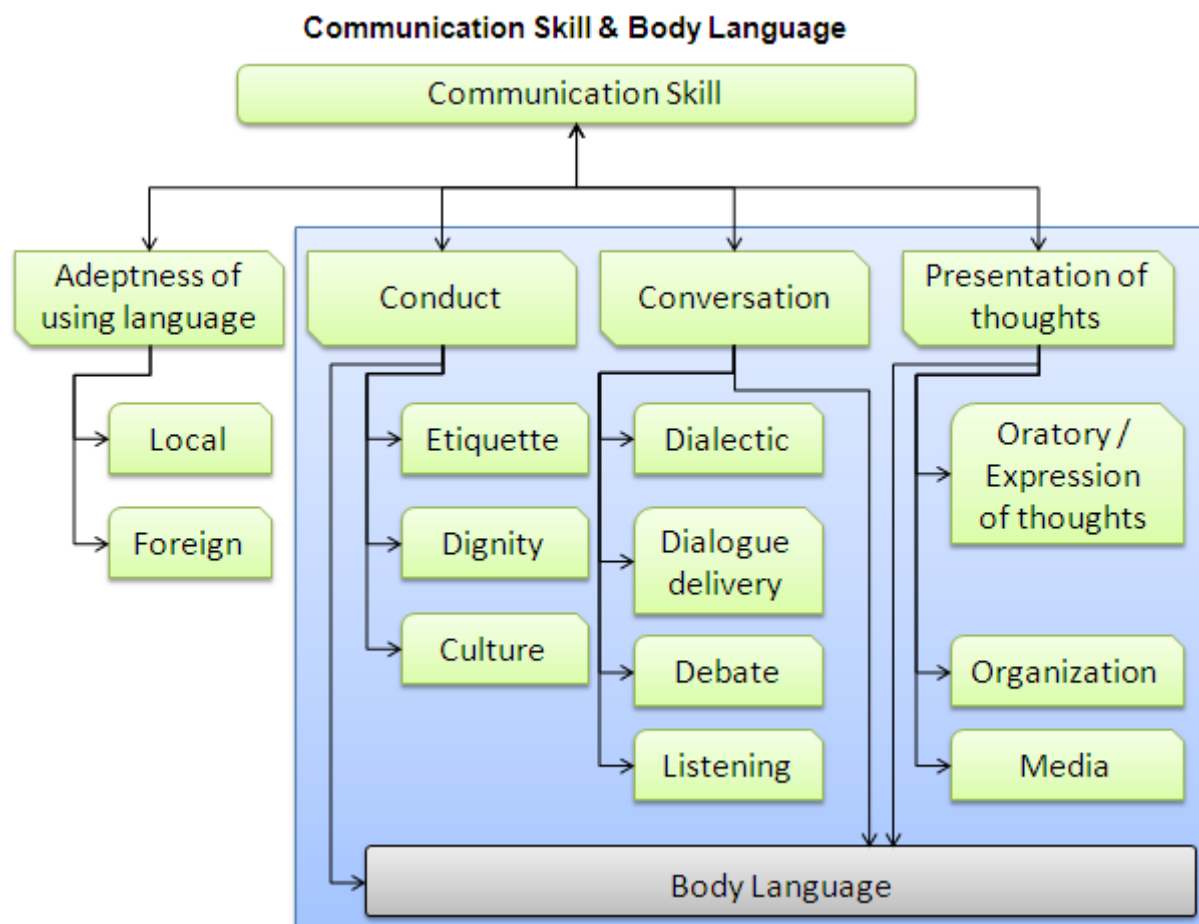 Communication Skill & Body Language
Communication Skill
Adeptness of
using language
Conduct
Conversation
Presentation of
thoughts
Local
Foreign
Etiquette
Dignity
Culture
Dialectic
Dialogue
delivery
Debate
Listening
Oratory /
Expression
of thoughts
Organization
Media
Body Language